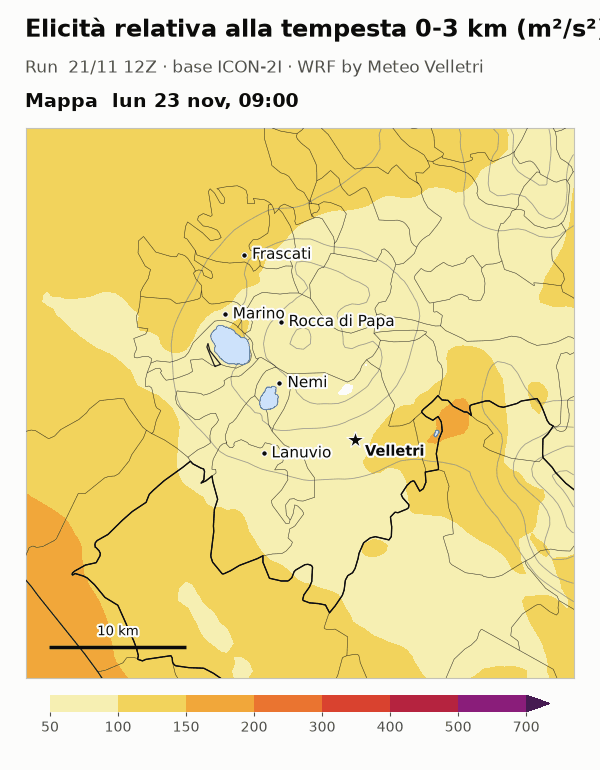 Elicità relativa alla tempesta 0-3 km (m²/s²)
Run 21/11 12Z · base ICON-2I · WRF by Meteo Velletri
Mappa lun 23 nov, 09:00
Frascati
Marino
Rocca di Papa
Nemi
Velletri
Lanuvio
10 km
50 100 150 200 300 400 500 700